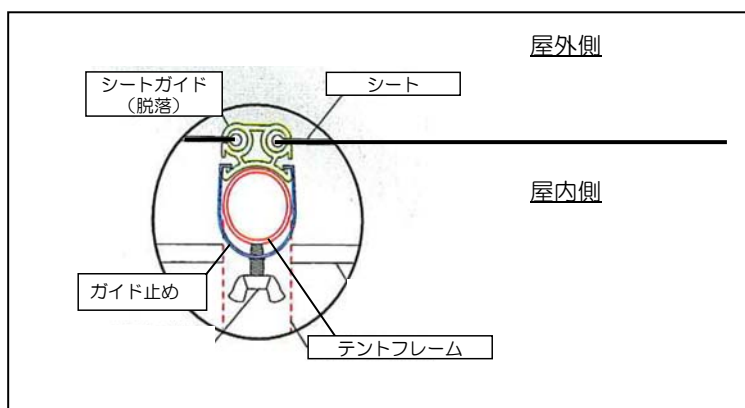 屋外側
シートガイド
（脱落）
シート
屋内側
ガイド止め
テントフレーム